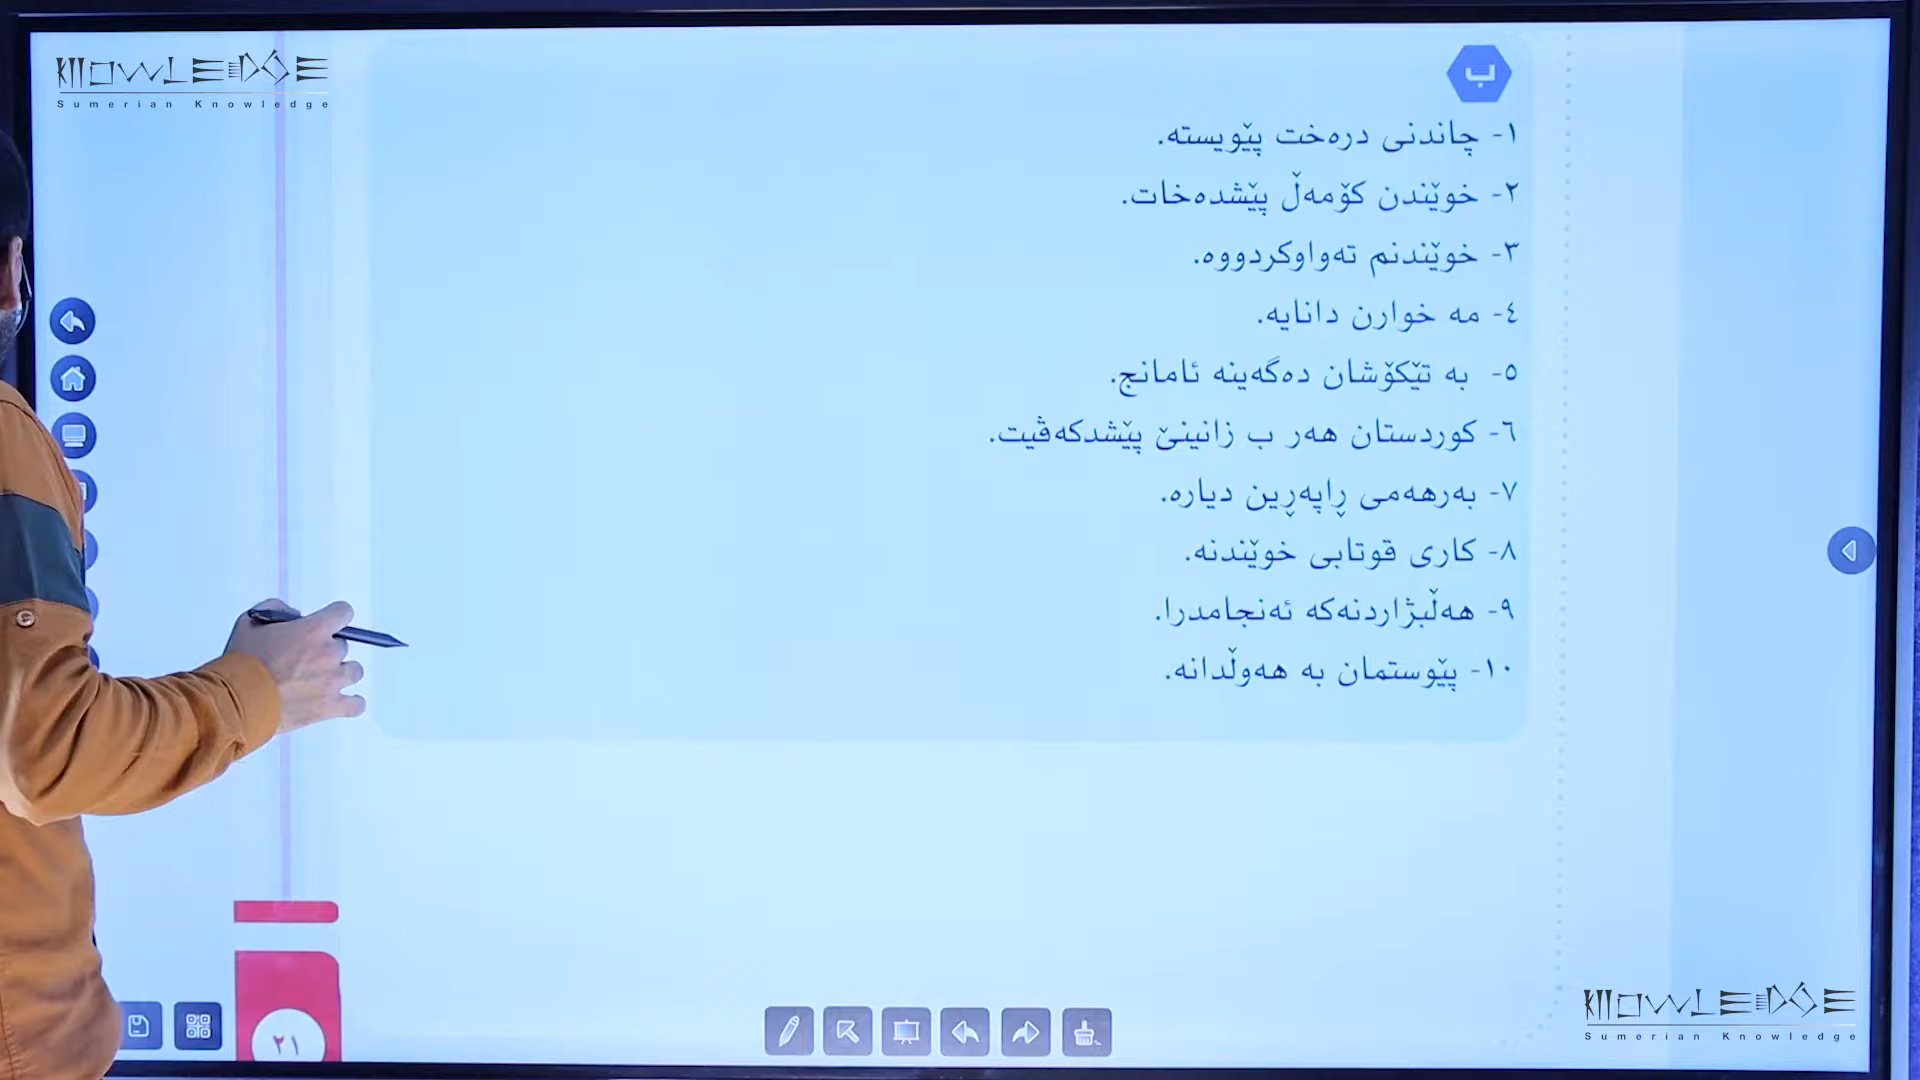 KNOWLEDGE
Sumerian Knowledge
ب
١- چاندنی درەخت پێویستە.
٢- خوێندن کۆمەڵ پێشدەخات.
٣- خوێندنم تەواوکردووە.
٤- مە خوارن دانایە.
٥- بە تێکۆشان دەگەینە ئامانج.
٦- کوردستان هەر ب زانینێ پێشدکەڤیت.
٧- بەرهەمی ڕاپەڕین دیارە.
٨- کاری قوتابی خوێندنە.
٩- هەڵبژاردنەکە ئەنجامدرا.
١٠- پێوستمان بە هەوڵدانە.
٢١
KNOWLEDGE
Sumerian Knowledge